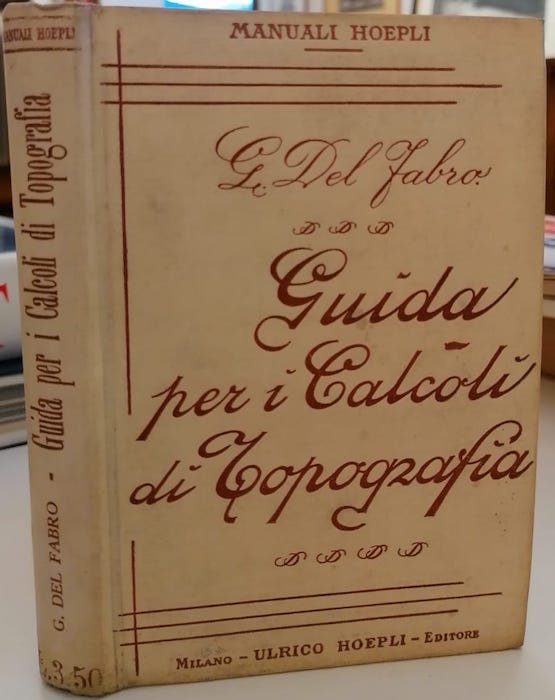 MANUALI HOEPLI
G. Del Fabro.
Guida
per i Calcoli
di Topografia
MILANO - ULRICO HOEPLI - EDITORE
MANUALI HOEPLI
G. DEL FABRO - Guida per i Calcoli di Topografia
L. 3 50